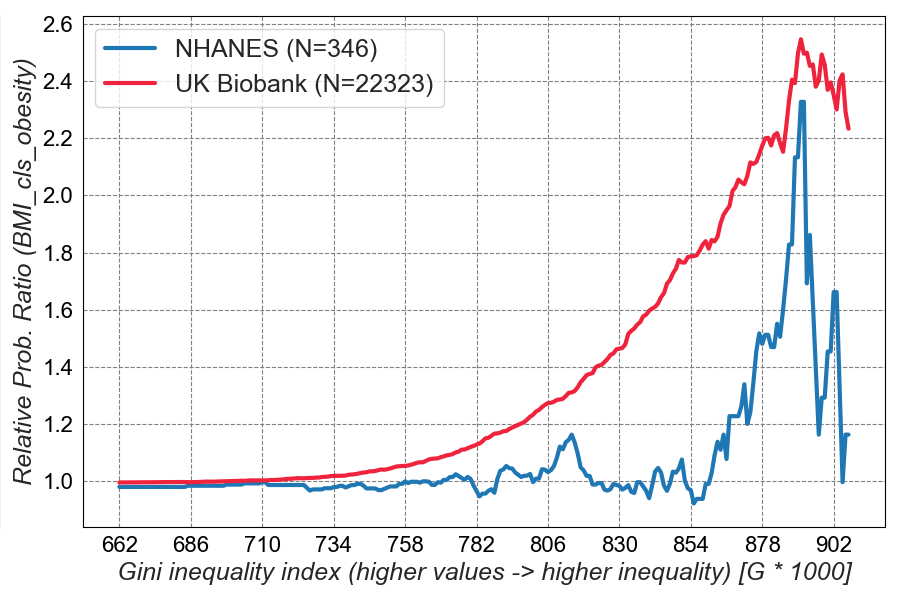 Relative Prob. Ratio (BMI_cls_obesity)
2.6
2.4
2.2
2.0
1.8
1.6
1.4
1.2
1.0
NHANES (N=346)
UK Biobank (N=22323)
662 686 710 734 758 782 806 830 854 878 902
Gini inequality index (higher values -> higher inequality) [G * 1000]